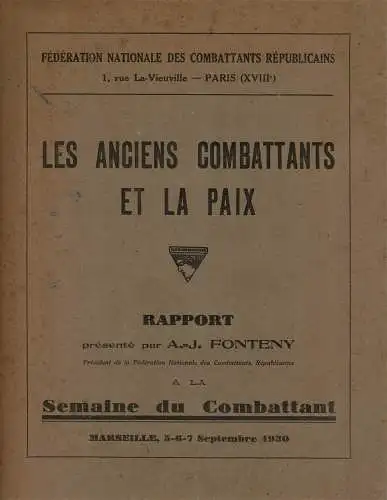 FÉDÉRATION NATIONALE DES COMBATTANTS RÉPUBLICAINS
1, rue La-Vieuville — PARIS (XVIIIe)
LES ANCIENS COMBATTANTS
ET LA PAIX
RAPPORT
présenté par A.-J. FONTENY
Président de la Fédération Nationale des Combattants Républicains
A LA
Semaine du Combattant
MARSEILLE, 5-6-7 Septembre 1930